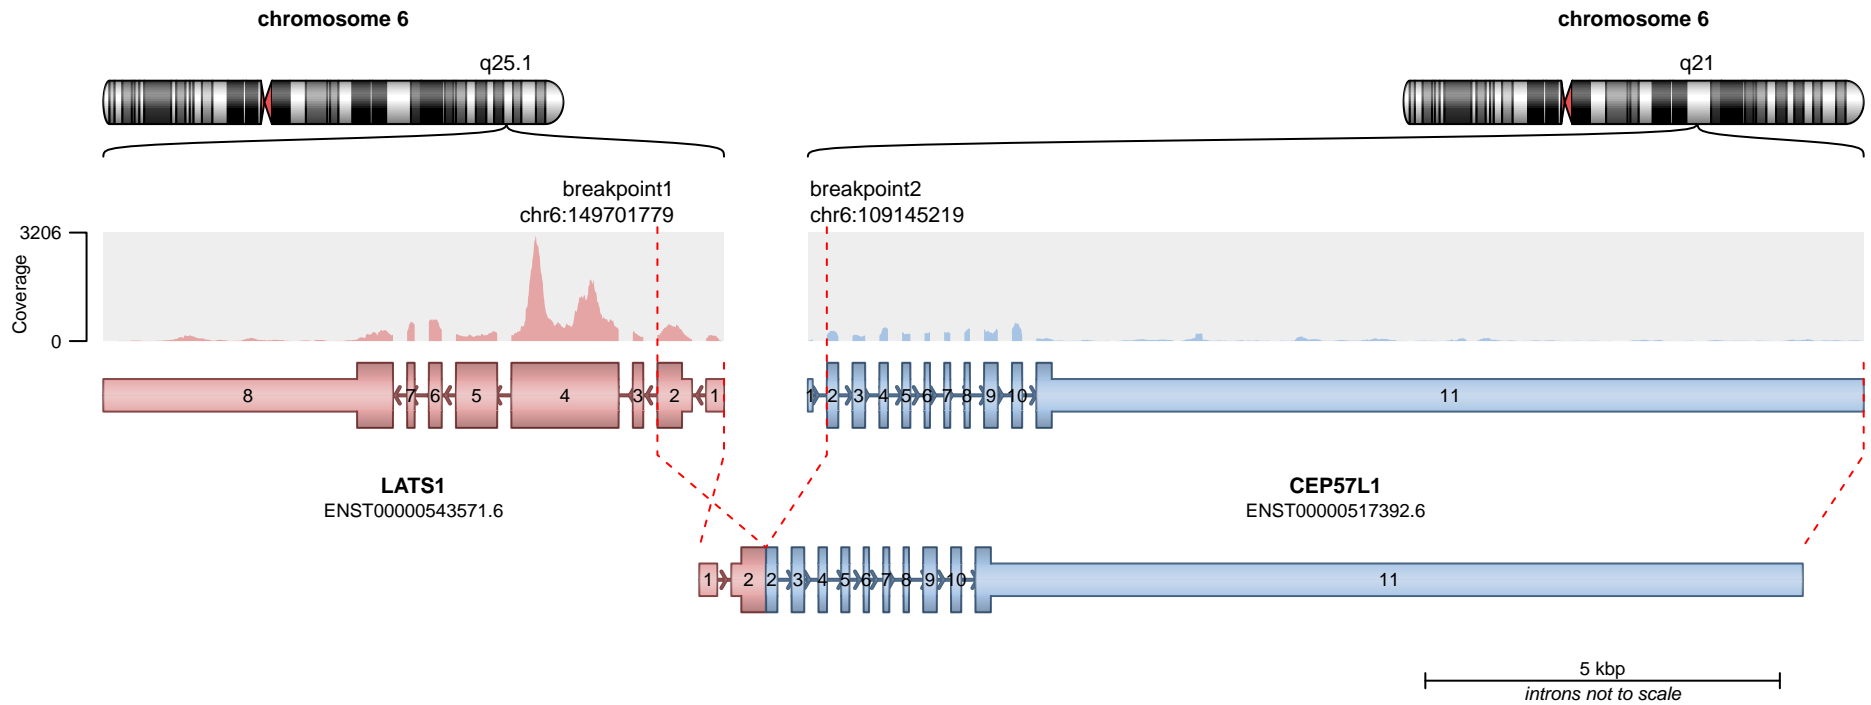 chromosome 6
chromosome 6
q25.1
q21
breakpoint1
chr6:149701779
breakpoint2
chr6:109145219
3206
0
Coverage
8 7 6 5 4 3 2 1
1 2 3 4 5 6 7 8 9 10 11
LATS1
ENST00000543571.6
CEP57L1
ENST00000517392.6
1 2 2 3 4 5 6 7 8 9 10 11
5 kbp
introns not to scale